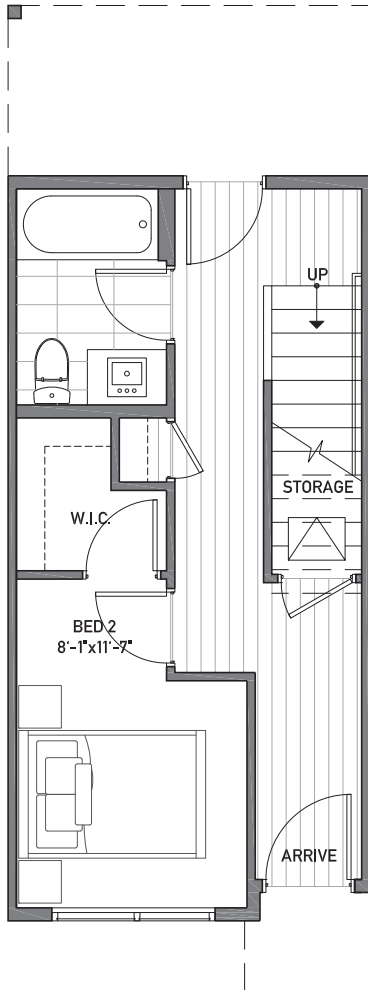 UP
STORAGE
W.I.C.
BED 2
8'-1"x11'-7"
ARRIVE